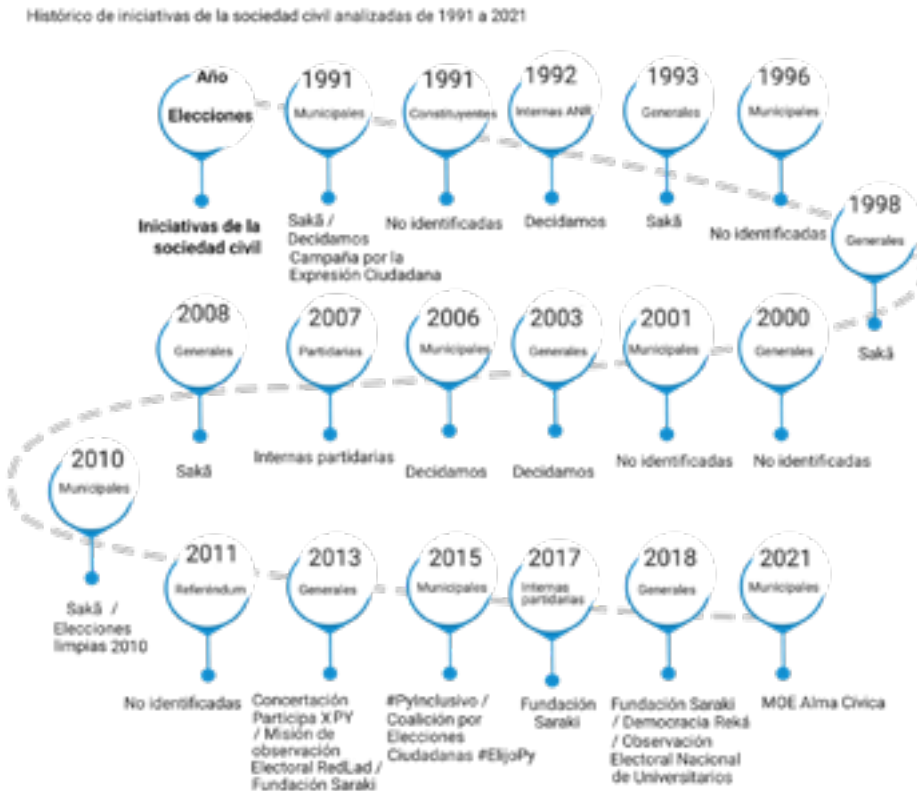 Histórico de iniciativas de la sociedad civil analizadas de 1991 a 2021
Año
Elecciones
Iniciativas de la
sociedad civil
1991
Municipales
Sakã /
Decidamos
Campaña por la
Expresión Ciudadana
1991
Constituyentes
No identificadas
1992
Internas ANR
Decidamos
1993
Generales
Sakã
1996
Municipales
No identificadas
1998
Generales
Sakã
2008
Generales
Sakã
2007
Partidarias
Internas partidarias
2006
Municipales
Decidamos
2003
Generales
Decidamos
2001
Municipales
No identificadas
2000
Generales
No identificadas
2010
Municipales
Sakã /
Elecciones
limpias 2010
2011
Referéndum
No identificadas
2013
Generales
Concertación
Participa X PY
/ Misión de
observación
Electoral RedLad /
Fundación Saraki
2015
Municipales
#PyInclusivo /
Coalición por
Elecciones
Ciudadanas #ElijoPy
2017
Internas
partidarias
Fundación
Saraki
2018
Generales
Fundación Saraki
/ Democracia Reká
/ Observación
Electoral Nacional
de Universitarios
2021
Municipales
MOE Alma Cívica